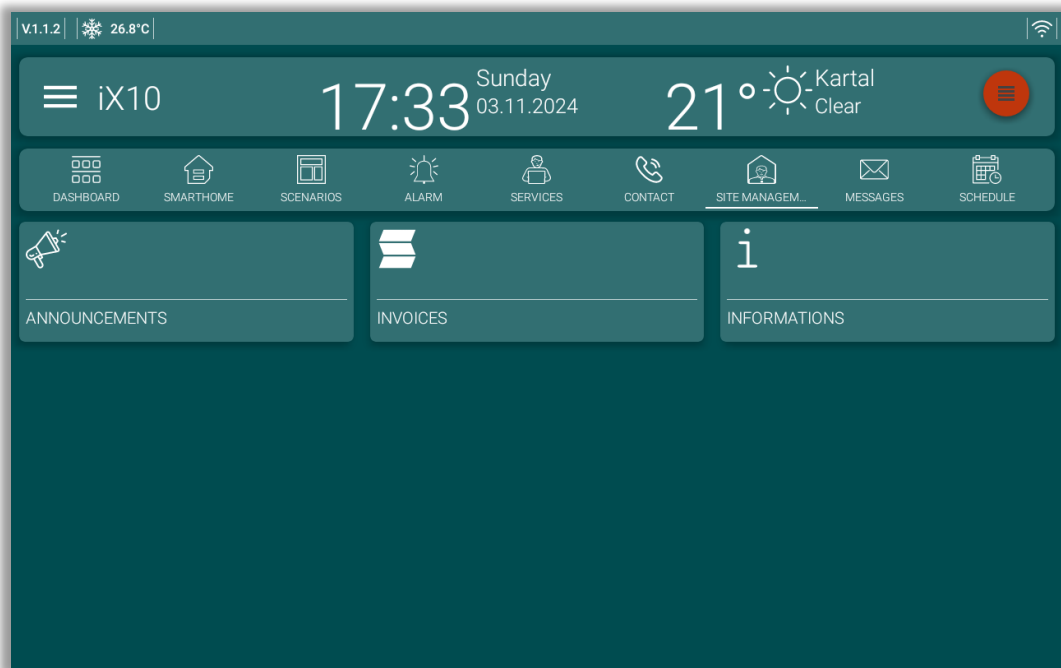 V.1.1.2 26.8°C
iX10
17:33
Sunday
03.11.2024
21°
Kartal
Clear
DASHBOARD
SMARTHOME
SCENARIOS
ALARM
SERVICES
CONTACT
SITE MANAGEM...
MESSAGES
SCHEDULE
ANNOUNCEMENTS
INVOICES
INFORMATIONS